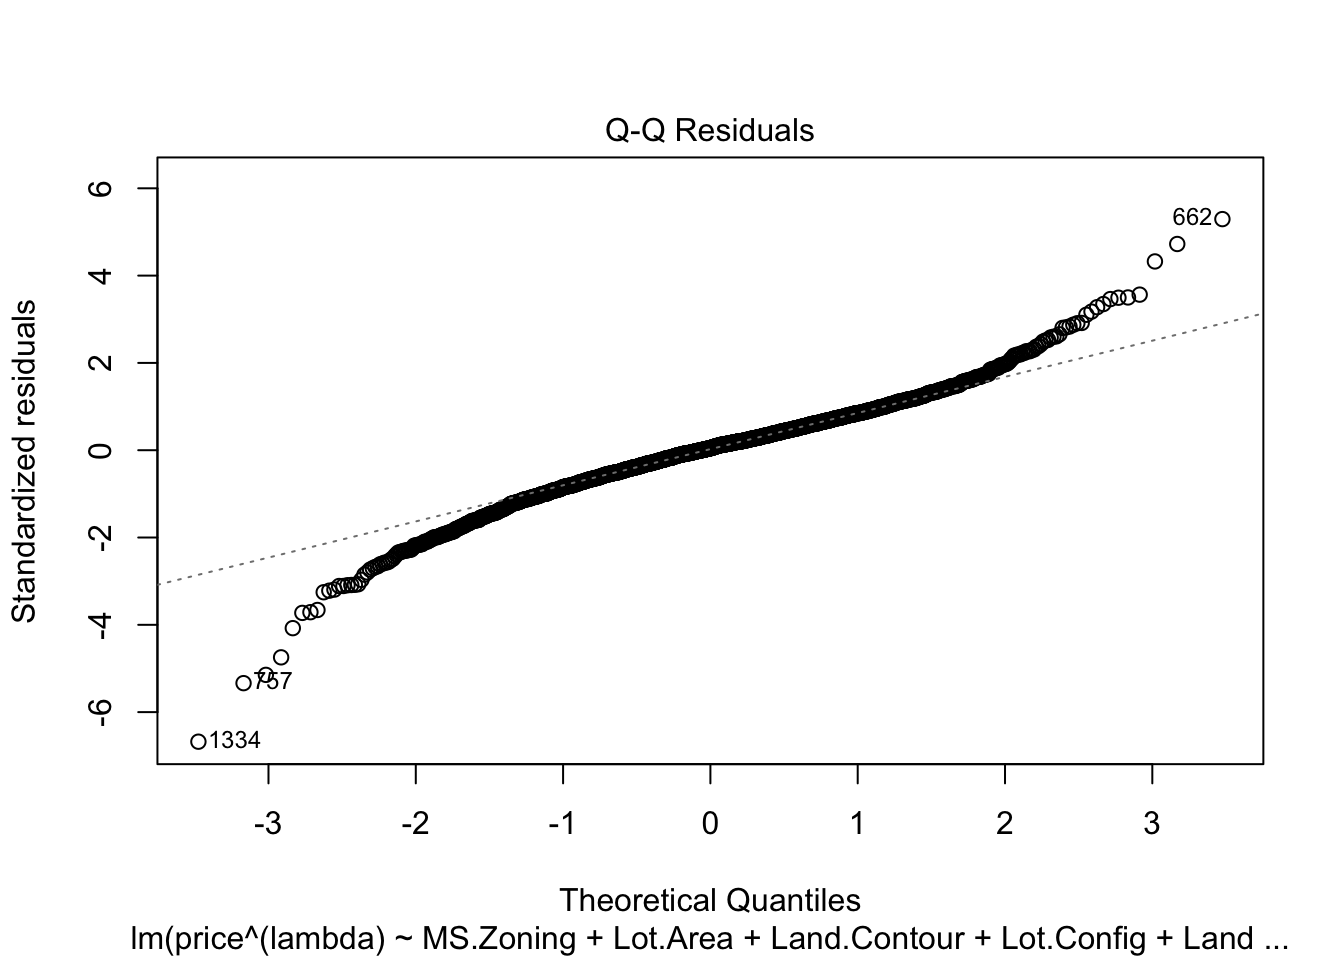 Q-Q Residuals
Standardized residuals
6
4
2
0
-2
-4
-6
662
757
1334
-3 -2 -1 0 1 2 3
Theoretical Quantiles
lm(price^(lambda) ~ MS.Zoning + Lot.Area + Land.Contour + Lot.Config + Land ...